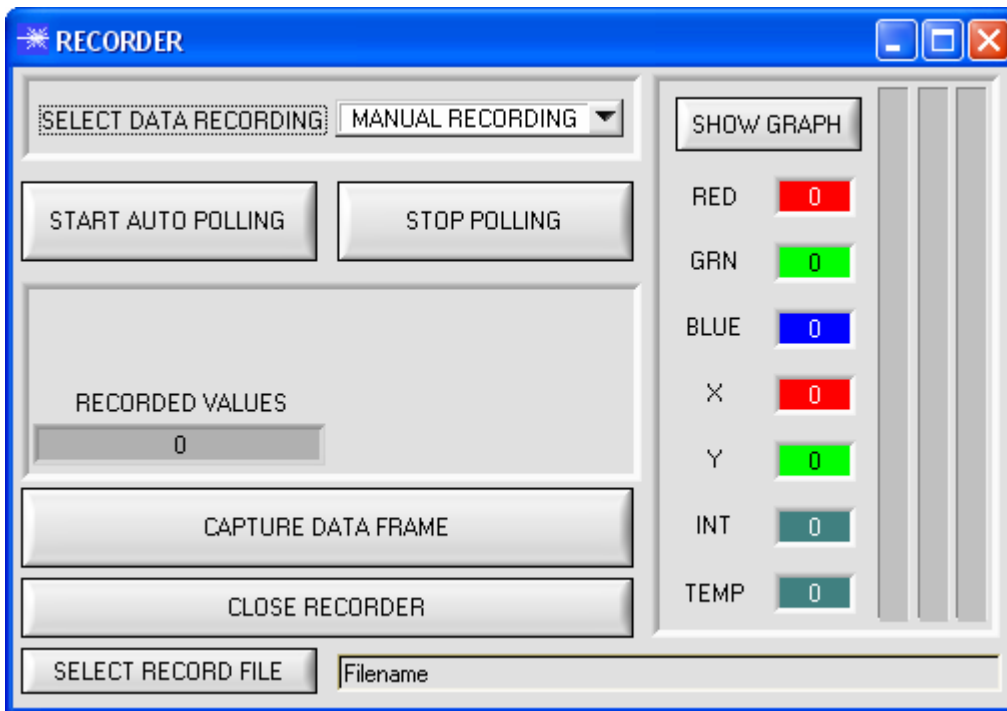 RECORDER
SELECT DATA RECORDING
MANUAL RECORDING
START AUTO POLLING
STOP POLLING
RECORDED VALUES
0
CAPTURE DATA FRAME
CLOSE RECORDER
SELECT RECORD FILE
Filename
SHOW GRAPH
RED 0
GRN 0
BLUE 0
X 0
Y 0
INT 0
TEMP 0